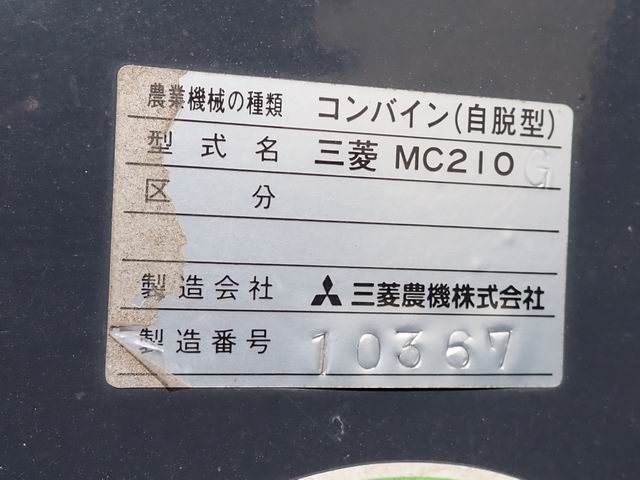 農業機械の種類 コンバイン(自脱型)
型式名 三菱 MC210G
区分
製造会社 三菱農機株式会社
製造番号 10367